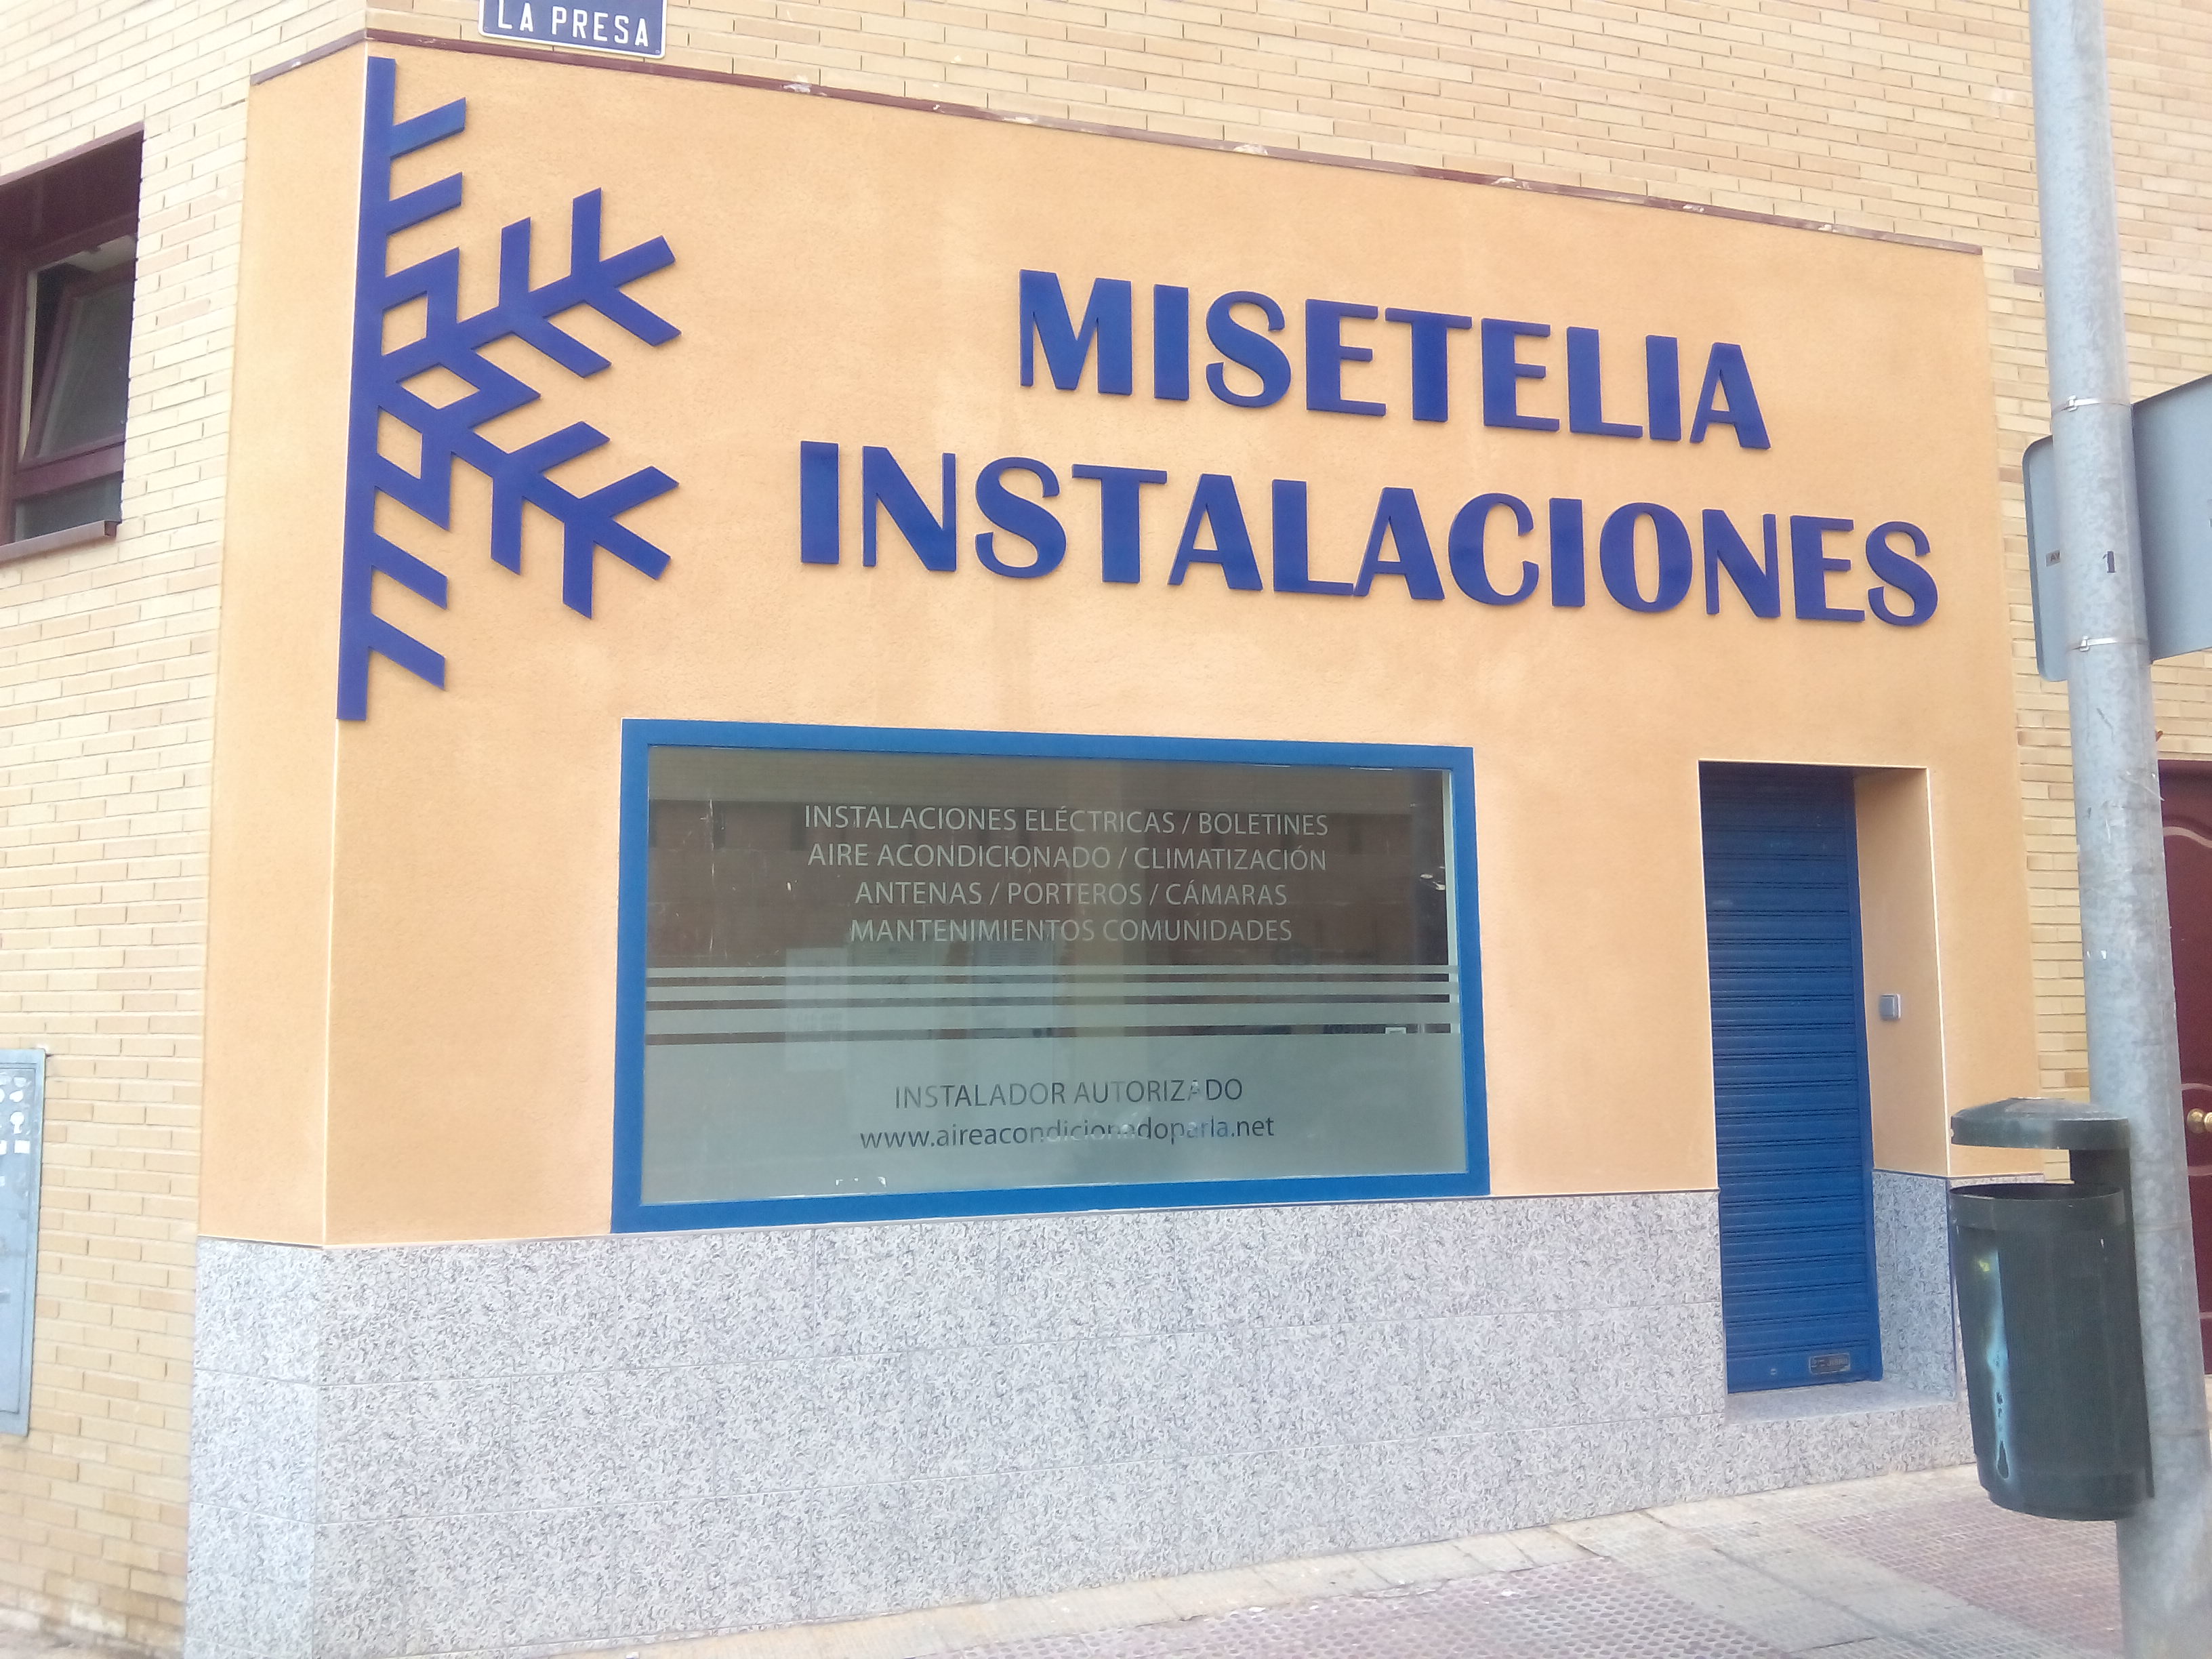 LA PRESA
MISETELIA
INSTALACIONES
INSTALACIONES ELÉCTRICAS / BOLETINES
AIRE ACONDICIONADO / CLIMATIZACIÓN
ANTENAS / PORTEROS / CÁMARAS
MANTENIMIENTOS COMUNIDADES
INSTALADOR AUTORIZADO
www.aireacondicionadoparla.net